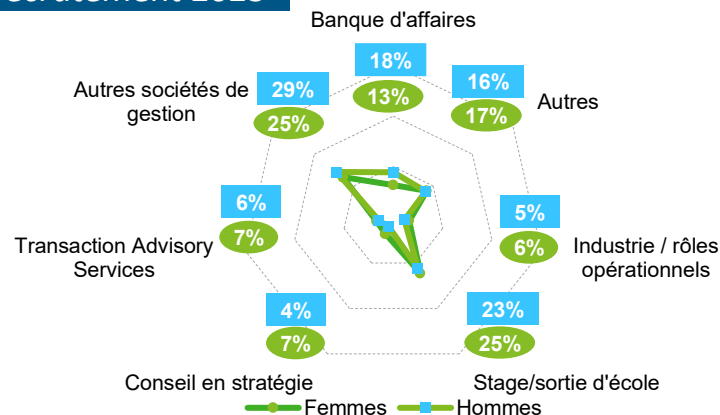 2023
Banque d'affaires
18%
13%
16%
17%
Autres
Autres sociétés de
gestion
29%
25%
6%
7%
Transaction Advisory
Services
5%
6%
Industrie / rôles
opérationnels
4%
7%
Conseil en stratégie
23%
25%
Stage/sortie d'école
Femmes
Hommes